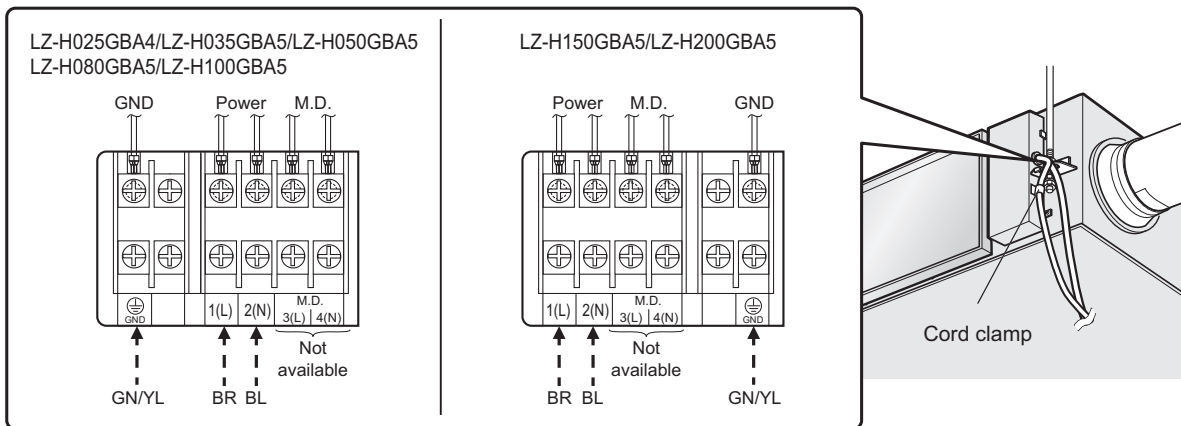 LZ-H025GBA4/LZ-H035GBA5/LZ-H050GBA5
LZ-H080GBA5/LZ-H100GBA5
GND Power M.D.
GND
1(L) 2(N) M.D.
3(L) 4(N)
Not
available
GN/YL BR BL
LZ-H150GBA5/LZ-H200GBA5
Power M.D. GND
1(L) 2(N) M.D.
3(L) 4(N)
GND
Not
available
BR BL GN/YL
Cord clamp